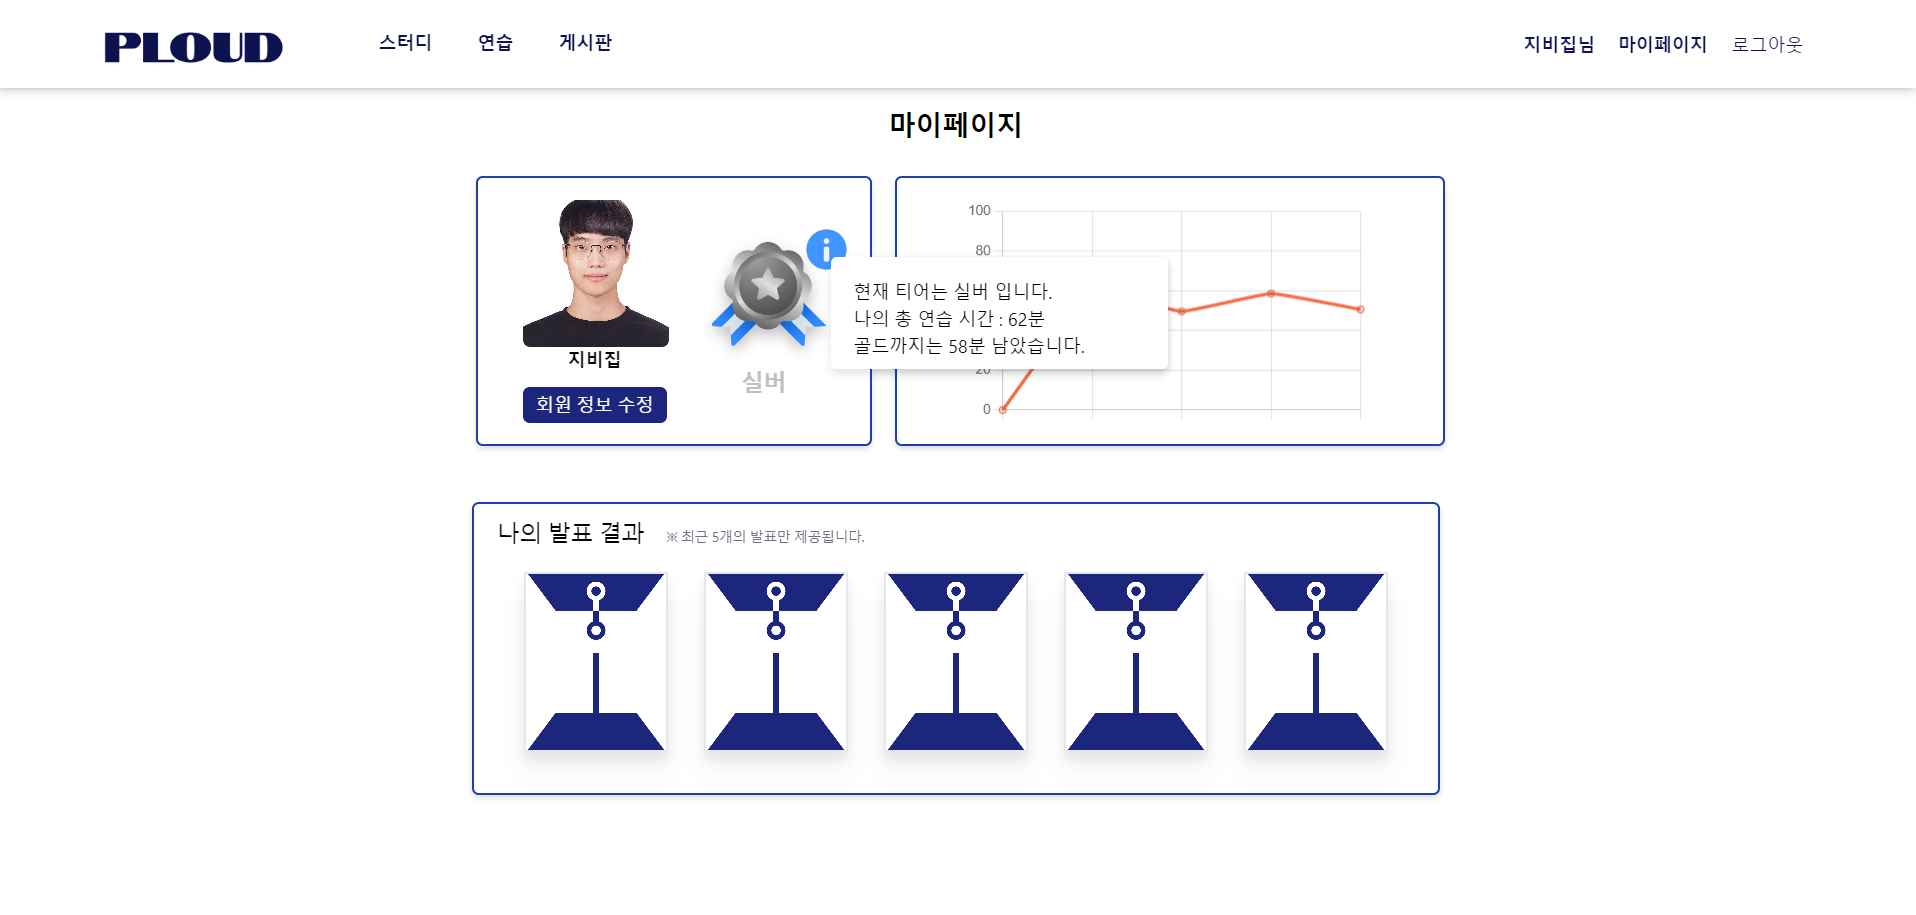 PLOUD
스터디 연습 게시판
지비집님 마이페이지 로그아웃
마이페이지
지비집
회원 정보 수정
실버
현재 티어는 실버 입니다.
나의 총 연습 시간 : 62분
골드까지는 58분 남았습니다.
100
80
20
0
나의 발표 결과 ※ 최근 5개의 발표만 제공됩니다.